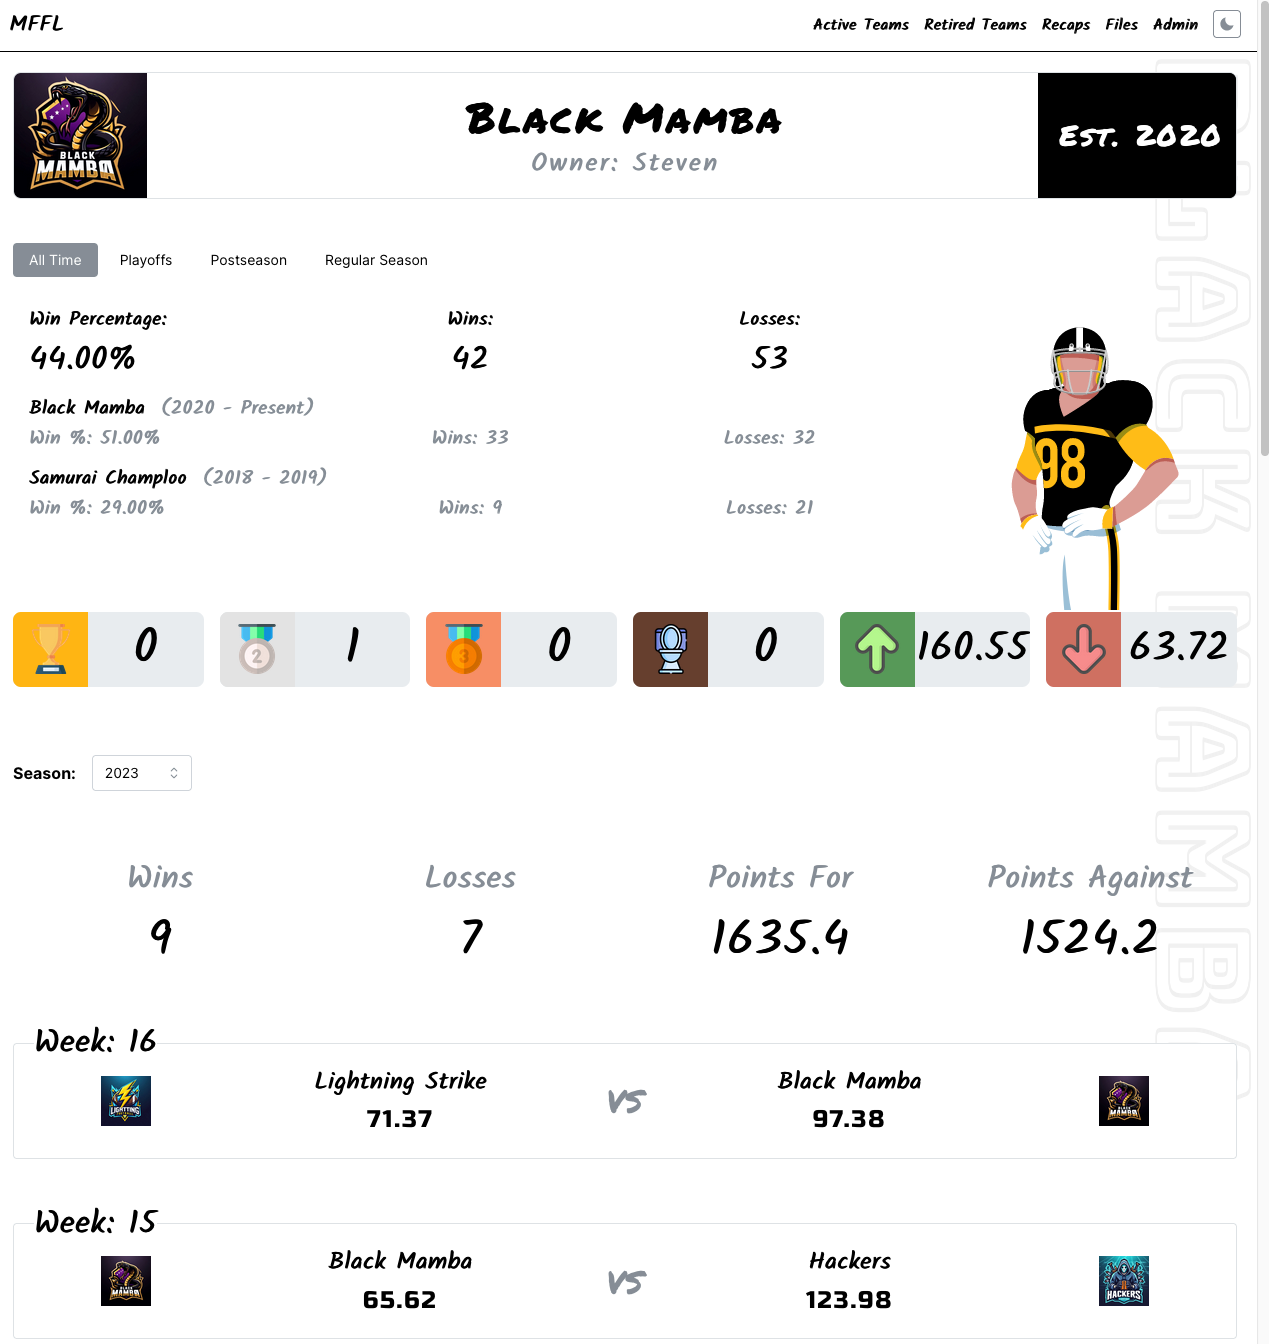 MFFL
Active Teams Retired Teams Recaps Files Admin
BLACK MAMBA
Black Mamba
Owner: Steven
Est. 2020
BLACK MAMBA
All Time Playoffs Postseason Regular Season
Win Percentage: Wins: Losses:
44.00% 42 53
Black Mamba (2020 - Present)
Win %: 51.00% Wins: 33 Losses: 32
Samurai Champloo (2018 - 2019)
Win %: 29.00% Wins: 9 Losses: 21
98
0 2 1 3 0 0 160.55 63.72
Season: 2023
Wins Losses Points For Points Against
9 7 1635.4 1524.2
Week: 16
Lightning Strike VS Black Mamba
71.37 97.38
LIGHTTING
BLACK MAMBA
Week: 15
Black Mamba VS Hackers
65.62 123.98
BLACK MAMBA
HACKERS